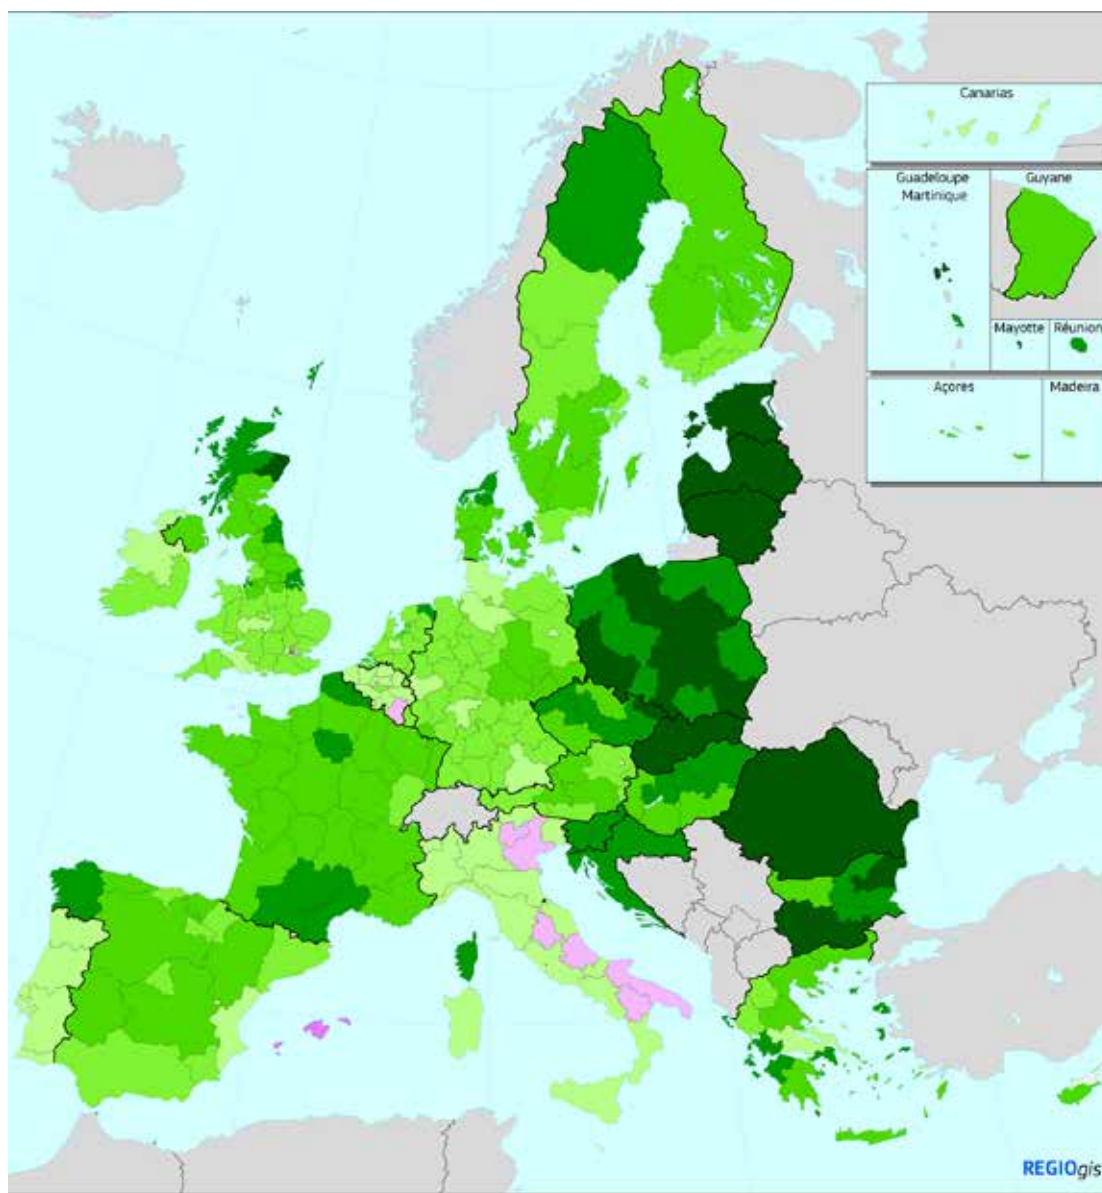 Canarias
Guadeloupe
Martinique
Guyane
Mayotte
Réunion
Açores
Madeira
REGIOgis